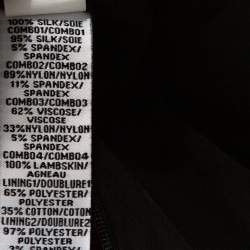 100% SILK/SOIE
COMBO1/COMBO1
95% SILK/SOIE
5% SPANDEX/
SPANDEX
COMBO2/COMBO2
89%NYLON/NYLON
11% SPANDEX/
SPANDEX
COMBO3/COMBO3
62% VISCOSE/
VISCOSE
33%NYLON/NYLON
5% SPANDEX/
SPANDEX
COMBO4/COMBO4
100% LAMBSKIN/
AGNEAU
LINING1/DOUBLURE1
65% POLYESTER/
POLYESTER
35% COTTON/COTON
LINING2/DOUBLURE2
97% POLYESTER/
POLYESTER
3% SPANDEX/